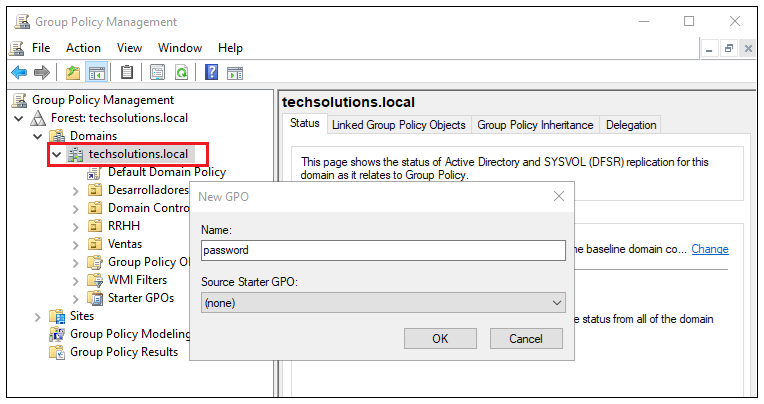 Group Policy Management
File Action View Window Help
Group Policy Management
Forest: techsolutions.local
Domains
techsolutions.local
Default Domain Policy
Desarrolladores
Domain Contro
RRHH
Ventas
Group Policy O
WMI Filters
Starter GPOs
Sites
Group Policy Modeling
Group Policy Results
techsolutions.local
Status Linked Group Policy Objects Group Policy Inheritance Delegation
This page shows the status of Active Directory and SYSVOL (DFSR) replication for this
domain as it relates to Group Policy.
New GPO
Name:
password
Source Starter GPO:
(none)
OK Cancel
e baseline domain co... Change
e status from all of the domain